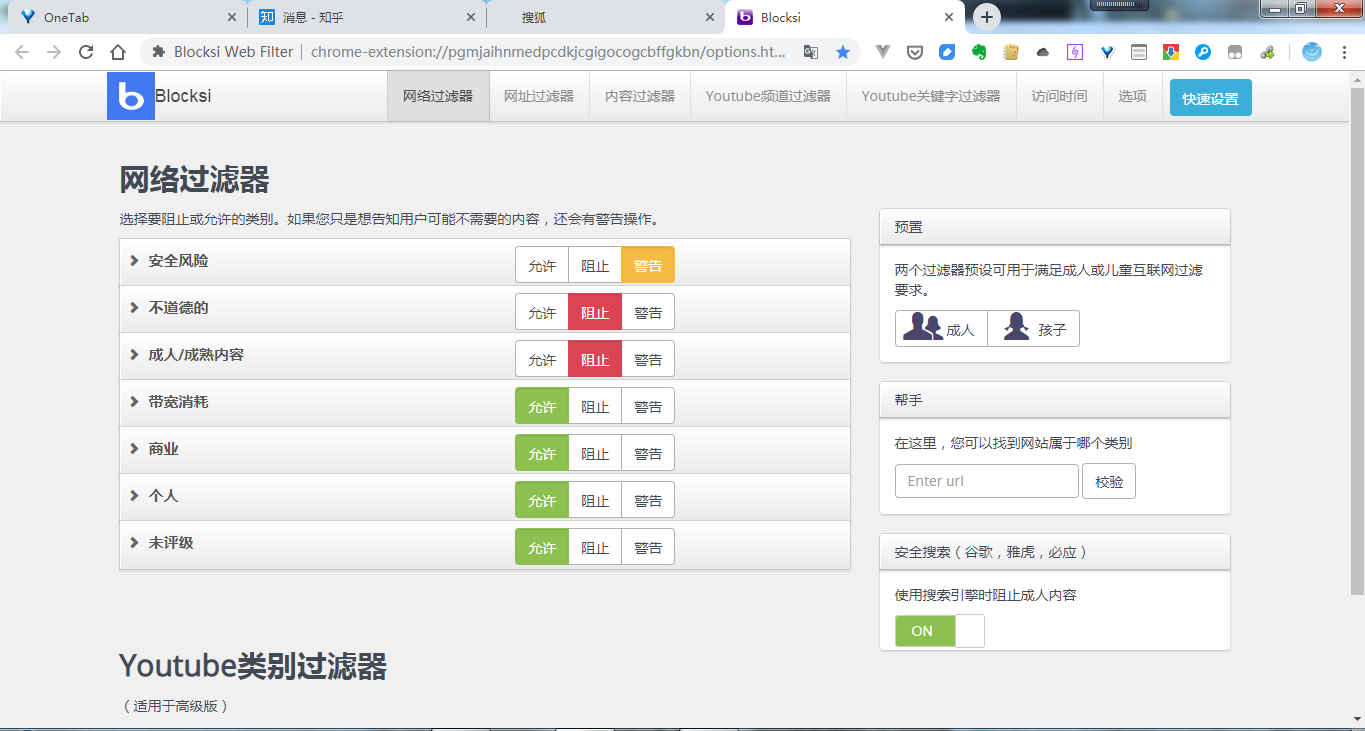 OneTab
知 消息 - 知乎
搜狐
Blocksi
Blocksi Web Filter
chrome-extension://pgmjaihnmedpcdkjcgigocogcbffgkbn/options.ht...
Blocksi
网络过滤器
网址过滤器
内容过滤器
Youtube频道过滤器
Youtube关键字过滤器
访问时间
选项
快速设置
网络过滤器
选择要阻止或允许的类别。如果您只是想告知用户可能不需要的内容，还会有警告操作。
安全风险 允许 阻止 警告
不道德的 允许 阻止 警告
成人/成熟内容 允许 阻止 警告
带宽消耗 允许 阻止 警告
商业 允许 阻止 警告
个人 允许 阻止 警告
未评级 允许 阻止 警告
预置
两个过滤器预设可用于满足成人或儿童互联网过滤
要求。
成人 孩子
帮手
在这里，您可以找到网站属于哪个类别
Enter url 校验
安全搜索（谷歌，雅虎，必应）
使用搜索引擎时阻止成人内容
ON
Youtube类别过滤器
（适用于高级版）